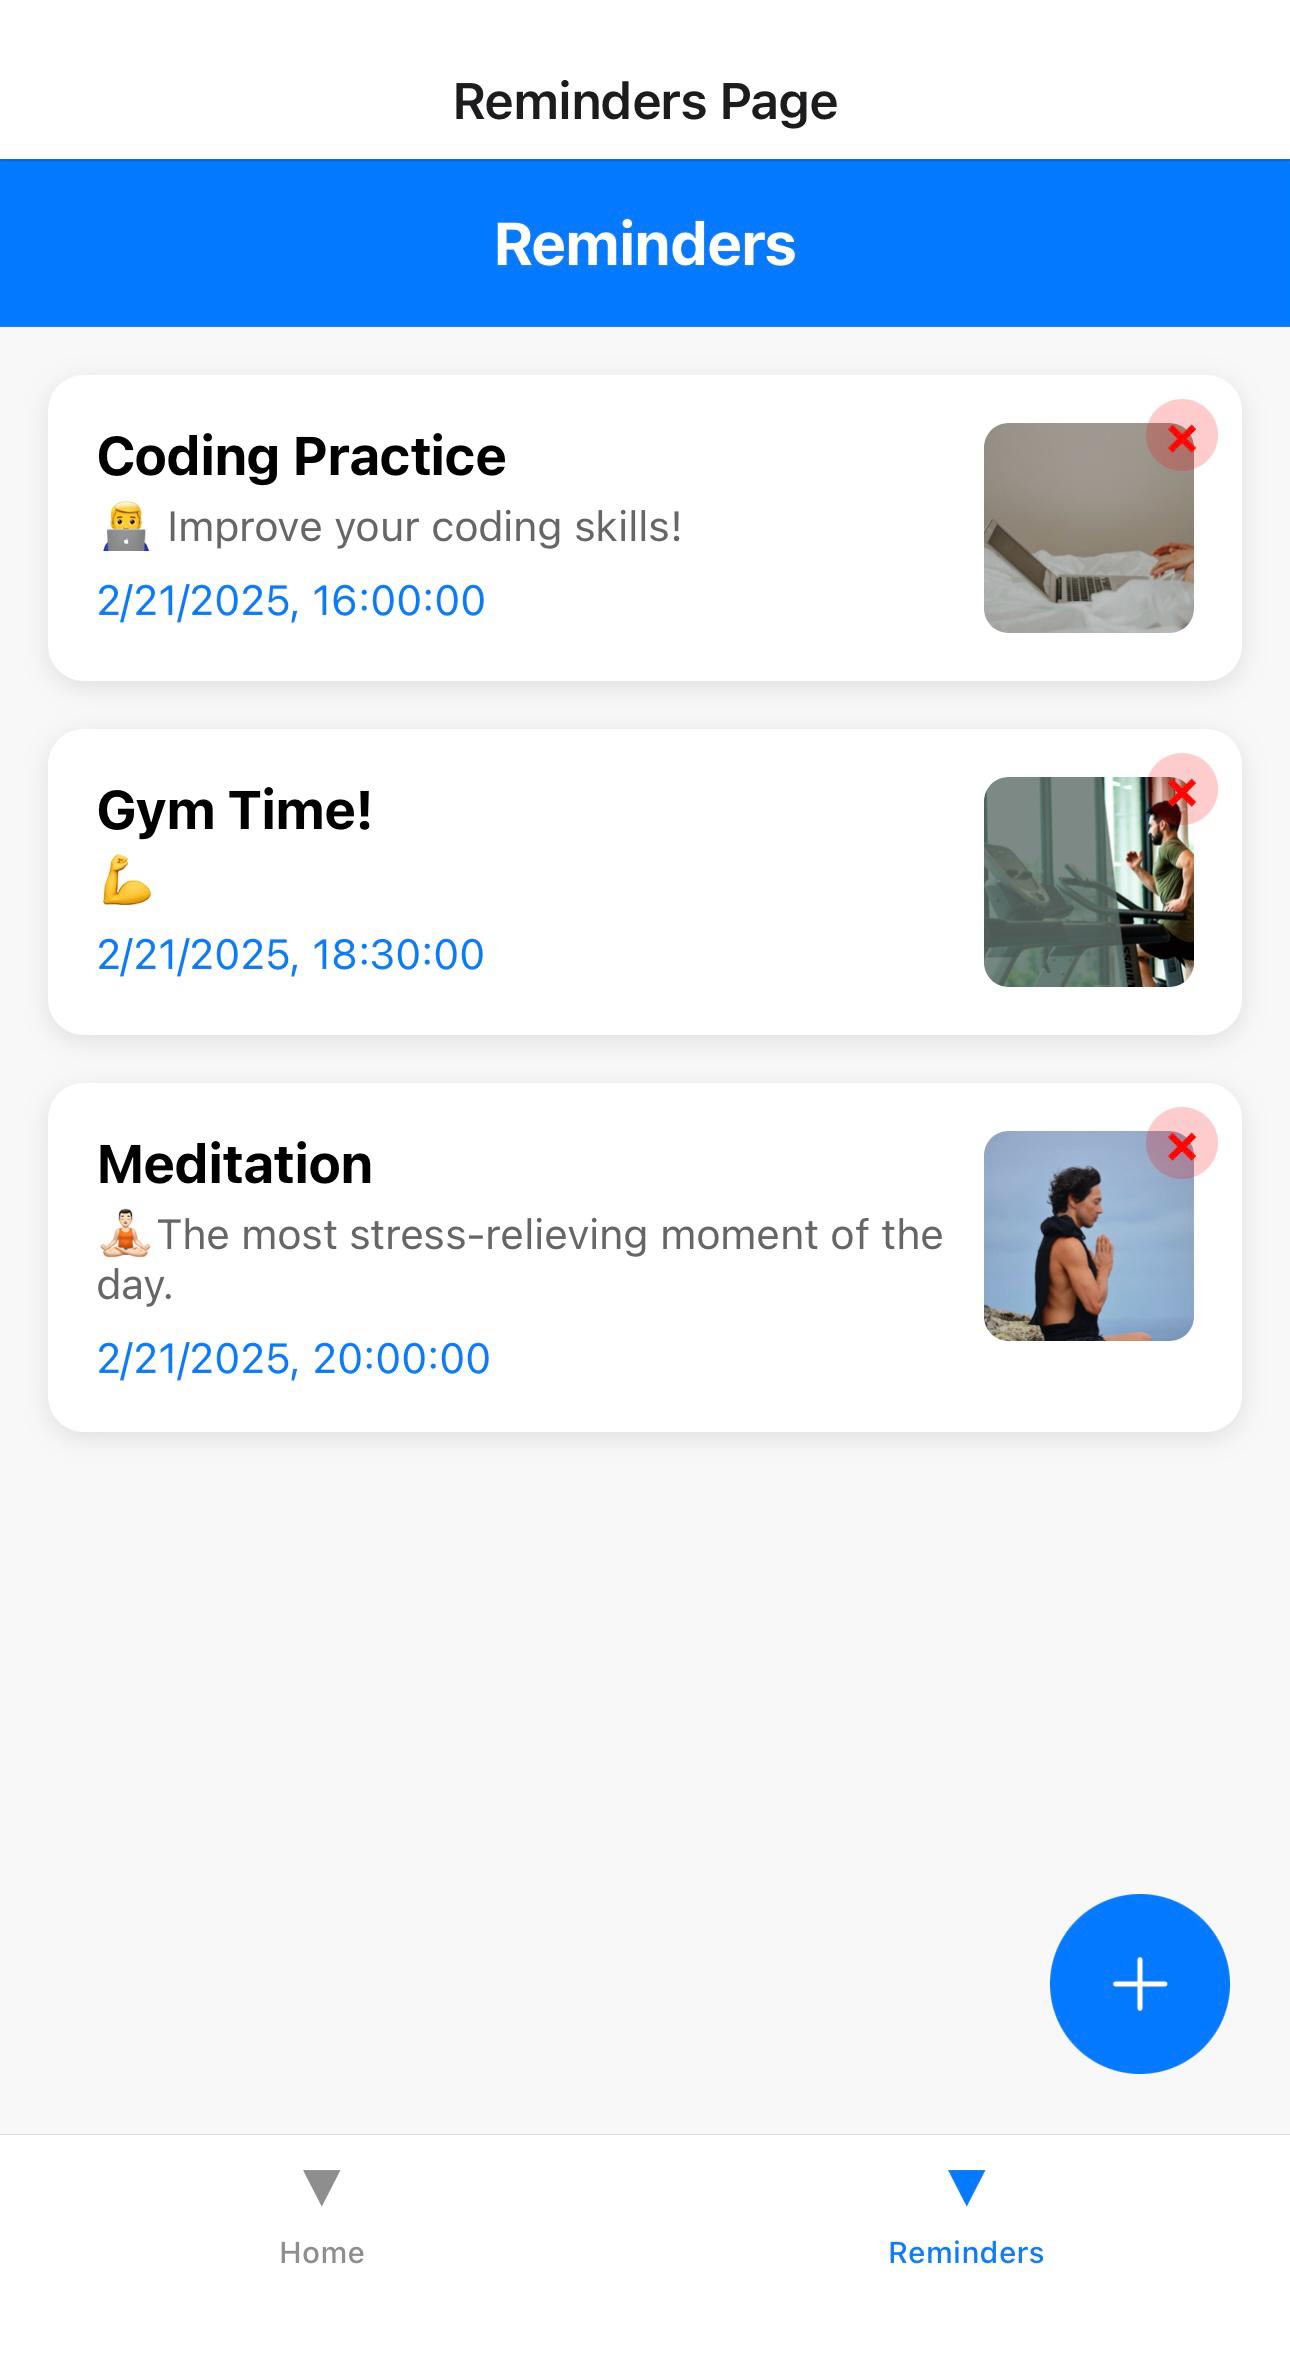 Reminders Page
Reminders
Coding Practice
👨‍💻 Improve your coding skills!
2/21/2025, 16:00:00
Gym Time!
💪
2/21/2025, 18:30:00
Meditation
🧘🏻‍♂️The most stress-relieving moment of the
day.
2/21/2025, 20:00:00
Home
Reminders